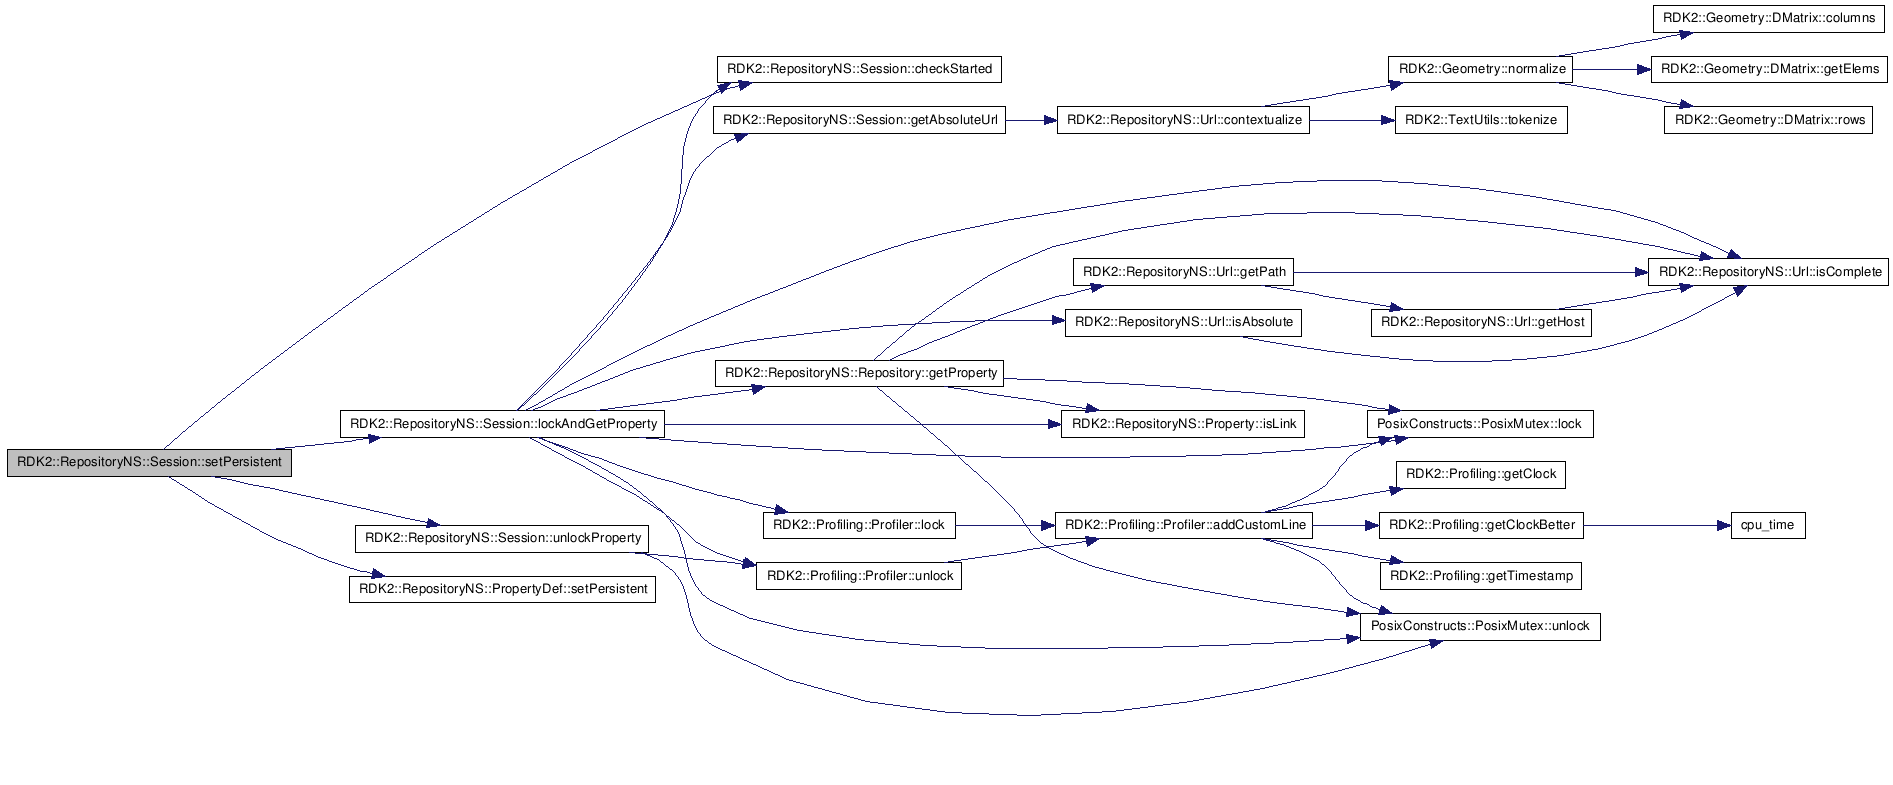 RDK2::Geometry::DMatrix::columns
RDK2::RepositoryNS::Session::checkStarted
RDK2::Geometry::normalize
RDK2::Geometry::DMatrix::getElems
RDK2::RepositoryNS::Session::getAbsoluteUrl
RDK2::RepositoryNS::Url::contextualize
RDK2::TextUtils::tokenize
RDK2::Geometry::DMatrix::rows
RDK2::RepositoryNS::Url::getPath
RDK2::RepositoryNS::Url::isComplete
RDK2::RepositoryNS::Url::isAbsolute
RDK2::RepositoryNS::Url::getHost
RDK2::RepositoryNS::Repository::getProperty
RDK2::RepositoryNS::Session::lockAndGetProperty
RDK2::RepositoryNS::Property::isLink
PosixConstructs::PosixMutex::lock
RDK2::RepositoryNS::Session::setPersistent
RDK2::Profiling::getClock
RDK2::Profiling::Profiler::lock
RDK2::Profiling::Profiler::addCustomLine
RDK2::Profiling::getClockBetter
cpu_time
RDK2::RepositoryNS::Session::unlockProperty
RDK2::Profiling::Profiler::unlock
RDK2::Profiling::getTimestamp
RDK2::RepositoryNS::PropertyDef::setPersistent
PosixConstructs::PosixMutex::unlock